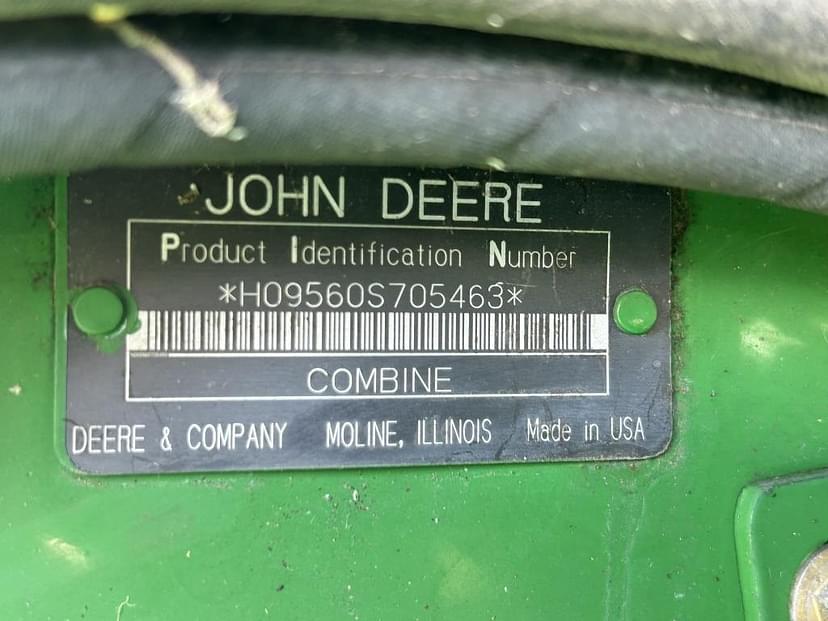 JOHN DEERE
Product Identification Number
*H09560S705463*
COMBINE
DEERE & COMPANY MOLINE, ILLINOIS Made in USA